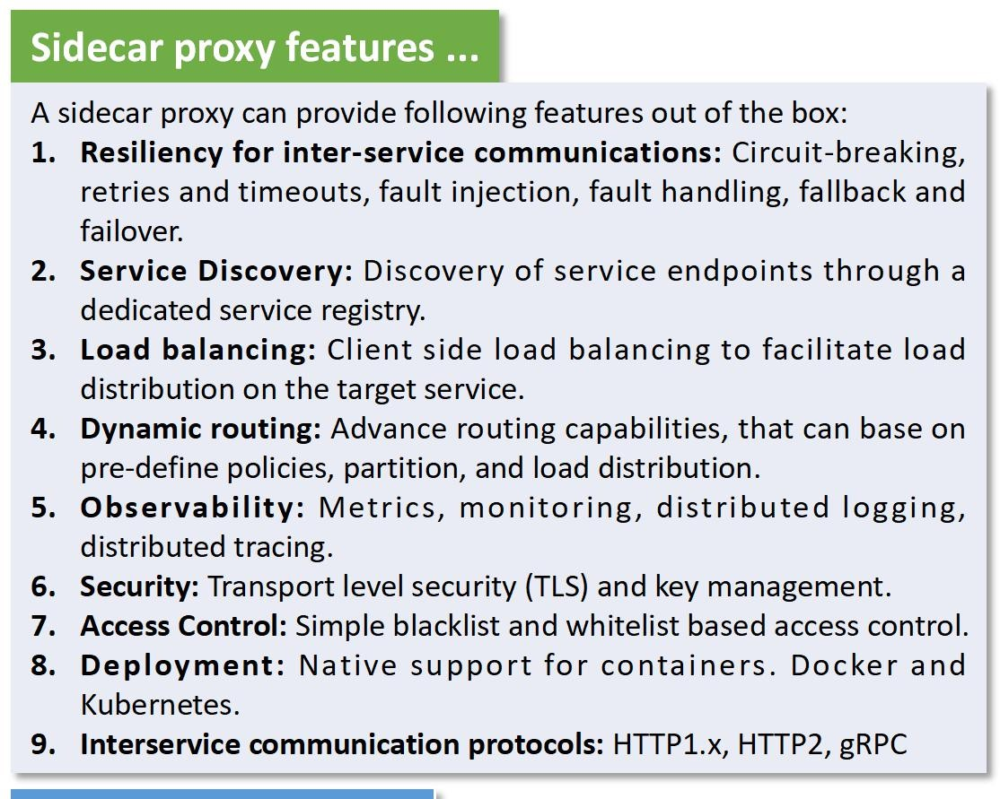 Sidecar proxy features ...
A sidecar proxy can provide following features out of the box:
1. Resiliency for inter-service communications: Circuit-breaking,
retries and timeouts, fault injection, fault handling, fallback and
failover.
2. Service Discovery: Discovery of service endpoints through a
dedicated service registry.
3. Load balancing: Client side load balancing to facilitate load
distribution on the target service.
4. Dynamic routing: Advance routing capabilities, that can base on
pre-define policies, partition, and load distribution.
5. Observability: Metrics, monitoring, distributed logging,
distributed tracing.
6. Security: Transport level security (TLS) and key management.
7. Access Control: Simple blacklist and whitelist based access control.
8. Deployment: Native support for containers. Docker and
Kubernetes.
9. Interservice communication protocols: HTTP1.x, HTTP2, gRPC